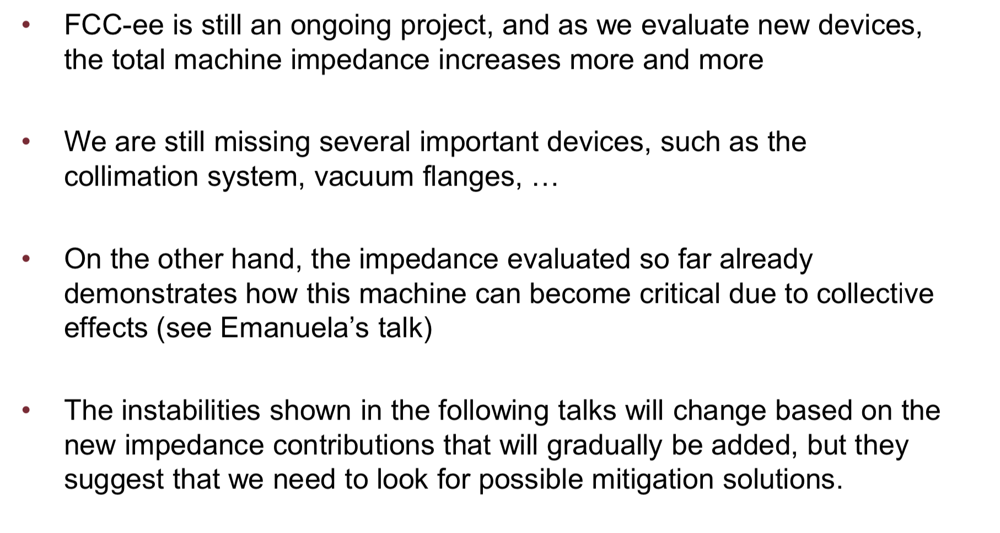 • FCC-ee is still an ongoing project, and as we evaluate new devices,
the total machine impedance increases more and more
• We are still missing several important devices, such as the
collimation system, vacuum flanges, …
• On the other hand, the impedance evaluated so far already
demonstrates how this machine can become critical due to collective
effects (see Emanuela’s talk)
• The instabilities shown in the following talks will change based on the
new impedance contributions that will gradually be added, but they
suggest that we need to look for possible mitigation solutions.